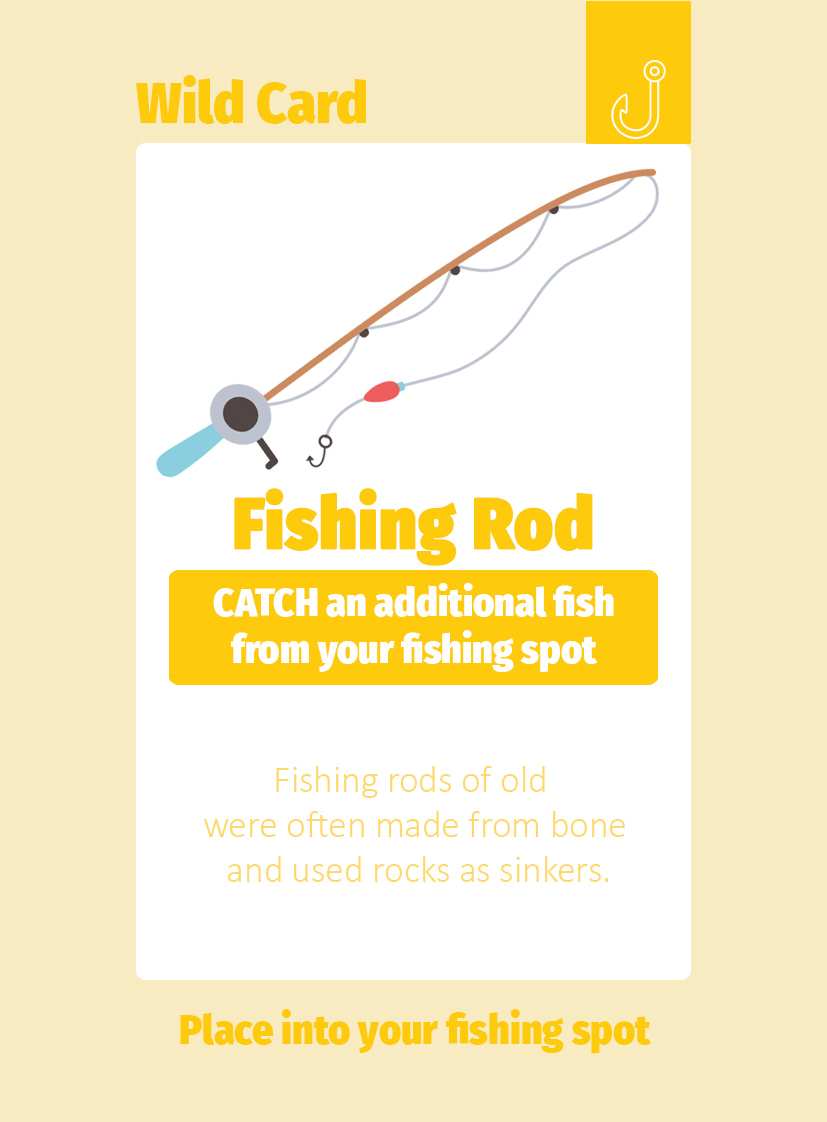 Wild Card
Fishing Rod
CATCH an additional fish
from your fishing spot
Fishing rods of old
were often made from bone
and used rocks as sinkers.
Place into your fishing spot